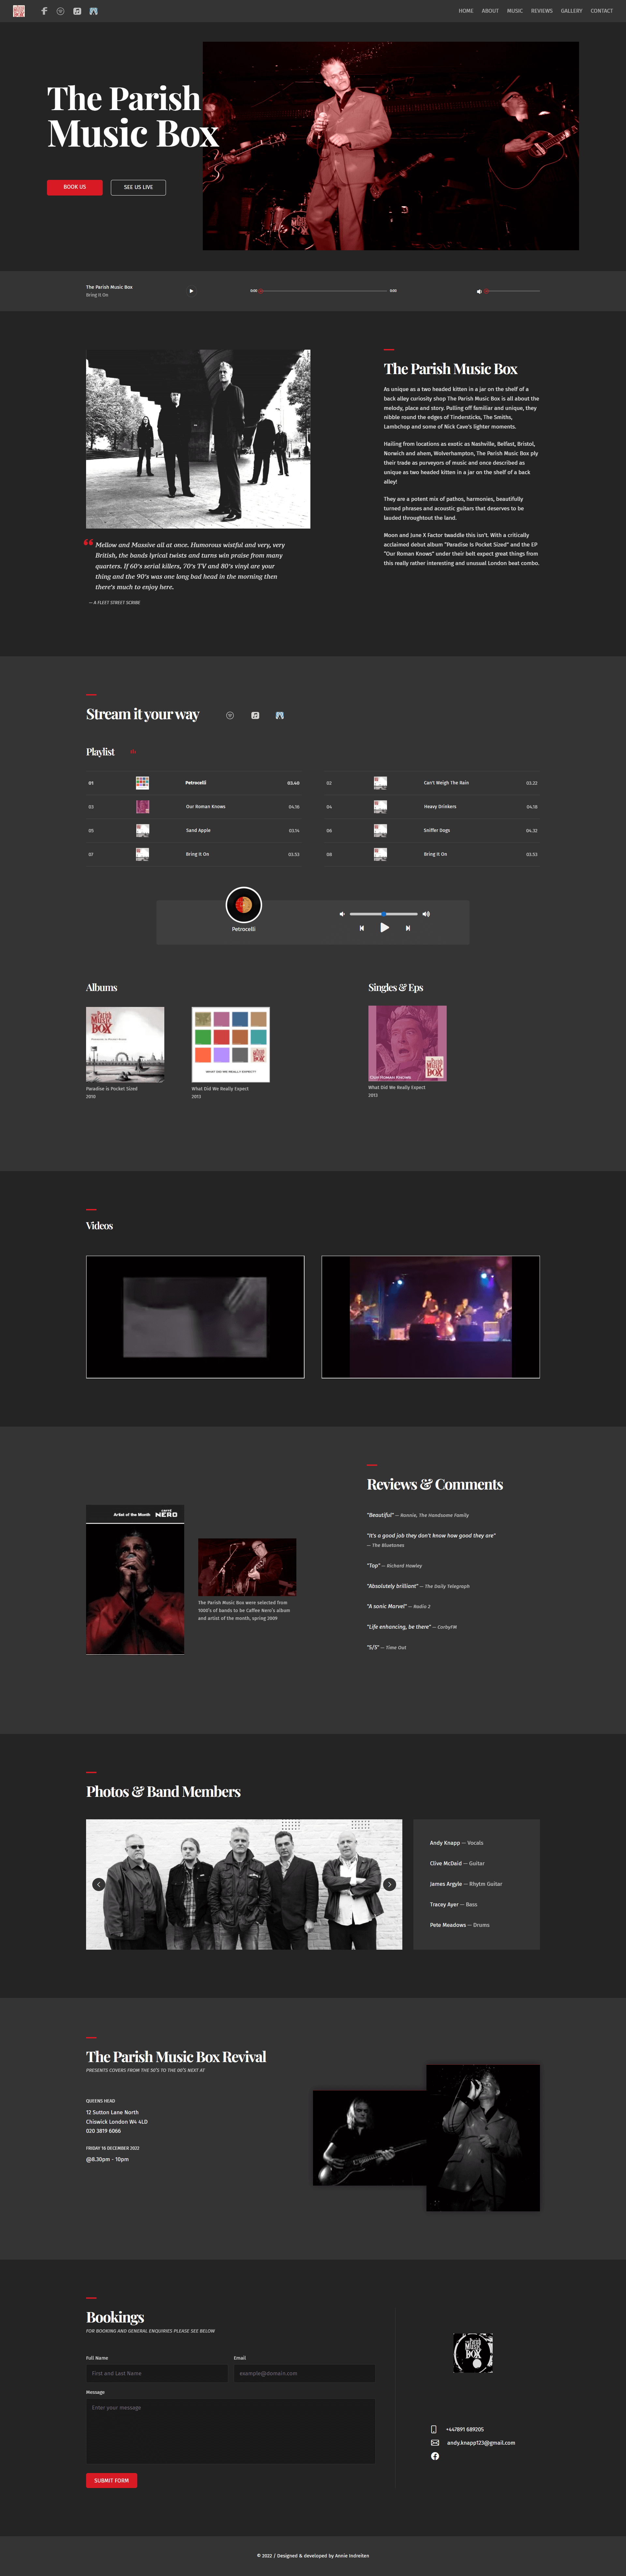 HOME ABOUT MUSIC REVIEWS GALLERY CONTACT
The Parish
Music Box
BOOK US
SEE US LIVE
The Parish Music Box
Bring It On
0:00
0:00
The Parish Music Box
As unique as a two headed kitten in a jar on the shelf of a
back alley curiosity shop The Parish Music Box is all about the
melody, place and story. Pulling off familiar and unique, they
nibble round the edges of Tindersticks, The Smiths,
Lambchop and some of Nick Cave's lighter moments.
Hailing from locations as exotic as Nashville, Belfast, Bristol,
Norwich and ahem, Wolverhampton, The Parish Music Box ply
their trade as purveyors of music and once described as
unique as two headed kitten in a jar on the shelf of a back
alley!
They are a potent mix of pathos, harmonies, beautifully
turned phrases and acoustic guitars that deserves to be
lauded throughtout the land.
Moon and June X Factor twaddle this isn't. With a critically
acclaimed debut album "Paradise Is Pocket Sized" and the EP
"Our Roman Knows" under their belt expect great things from
this really rather interesting and unusual London beat combo.
Mellow and Massive all at once. Humorous wistful and very, very
British, the bands lyrical twists and turns win praise from many
quarters. If 60's serial killers, 70's TV and 80's vinyl are your
thing and the 90's was one long bad head in the morning then
there's much to enjoy here.
— A FLEET STREET SCRIBE
Stream it your way
Playlist
01 Petrocelli 03.40
02 Can't Weigh The Rain 03.22
03 Our Roman Knows 04.16
04 Heavy Drinkers 04.18
05 Sand Apple 03.14
06 Sniffer Dogs 04.32
07 Bring It On 03.53
08 Bring It On 03.53
Petrocelli
Albums
Singles & Eps
PARISH MUSIC BOX
WHAT DID WE REALLY EXPECT?
OUR ROMAN KNOWS
Paradise is Pocket Sized
2010
What Did We Really Expect
2013
What Did We Really Expect
2013
Videos
Reviews & Comments
Artist of the Month
CAFFÈ NERO
The Parish Music Box were selected from
1000's of bands to be Caffee Nero's album
and artist of the month, spring 2009
"Beautiful" — Ronnie, The Handsome Family
"It's a good job they don't know how good they are"
— The Bluetones
"Top" — Richard Hawley
"Absolutely brilliant" — The Daily Telegraph
"A sonic Marvel" — Radio 2
"Life enhancing, be there" — CorbyFM
"5/5" — Time Out
Photos & Band Members
Andy Knapp — Vocals
Clive McDaid — Guitar
James Argyle — Rhytm Guitar
Tracey Ayer — Bass
Pete Meadows — Drums
The Parish Music Box Revival
PRESENTS COVERS FROM THE 50'S TO THE 00'S NEXT AT
QUEENS HEAD
12 Sutton Lane North
Chiswick London W4 4LD
020 3819 6066
FRIDAY 16 DECEMBER 2022
@8.30pm - 10pm
Bookings
FOR BOOKING AND GENERAL ENQUIRIES PLEASE SEE BELOW
Full Name
Email
First and Last Name
example@domain.com
Message
Enter your message
SUBMIT FORM
+447891 689205
andy.knapp123@gmail.com
© 2022 / Designed & developed by Annie Indreiten